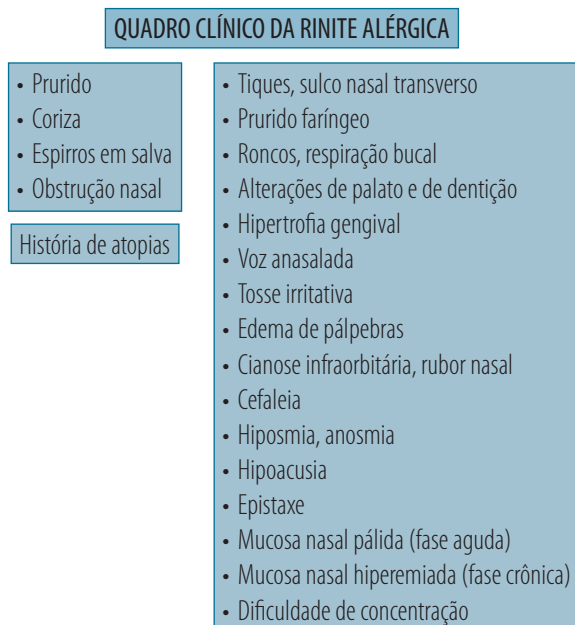 QUADRO CLÍNICO DA RINITE ALÉRGICA
• Prurido
• Coriza
• Espirros em salva
• Obstrução nasal
História de atopias
• Tiques, sulco nasal transverso
• Prurido faríngeo
• Roncos, respiração bucal
• Alterações de palato e de dentição
• Hipertrofia gengival
• Voz anasalada
• Tosse irritativa
• Edema de pálpebras
• Cianose infraorbitária, rubor nasal
• Cefaleia
• Hiposmia, anosmia
• Hipoacusia
• Epistaxe
• Mucosa nasal pálida (fase aguda)
• Mucosa nasal hiperemiada (fase crônica)
• Dificuldade de concentração